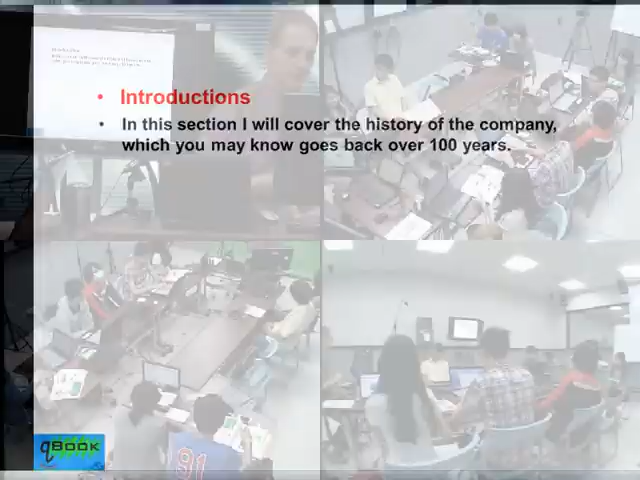 • Introductions
• In this section I will cover the history of the company,
which you may know goes back over 100 years.
qBOOK
91